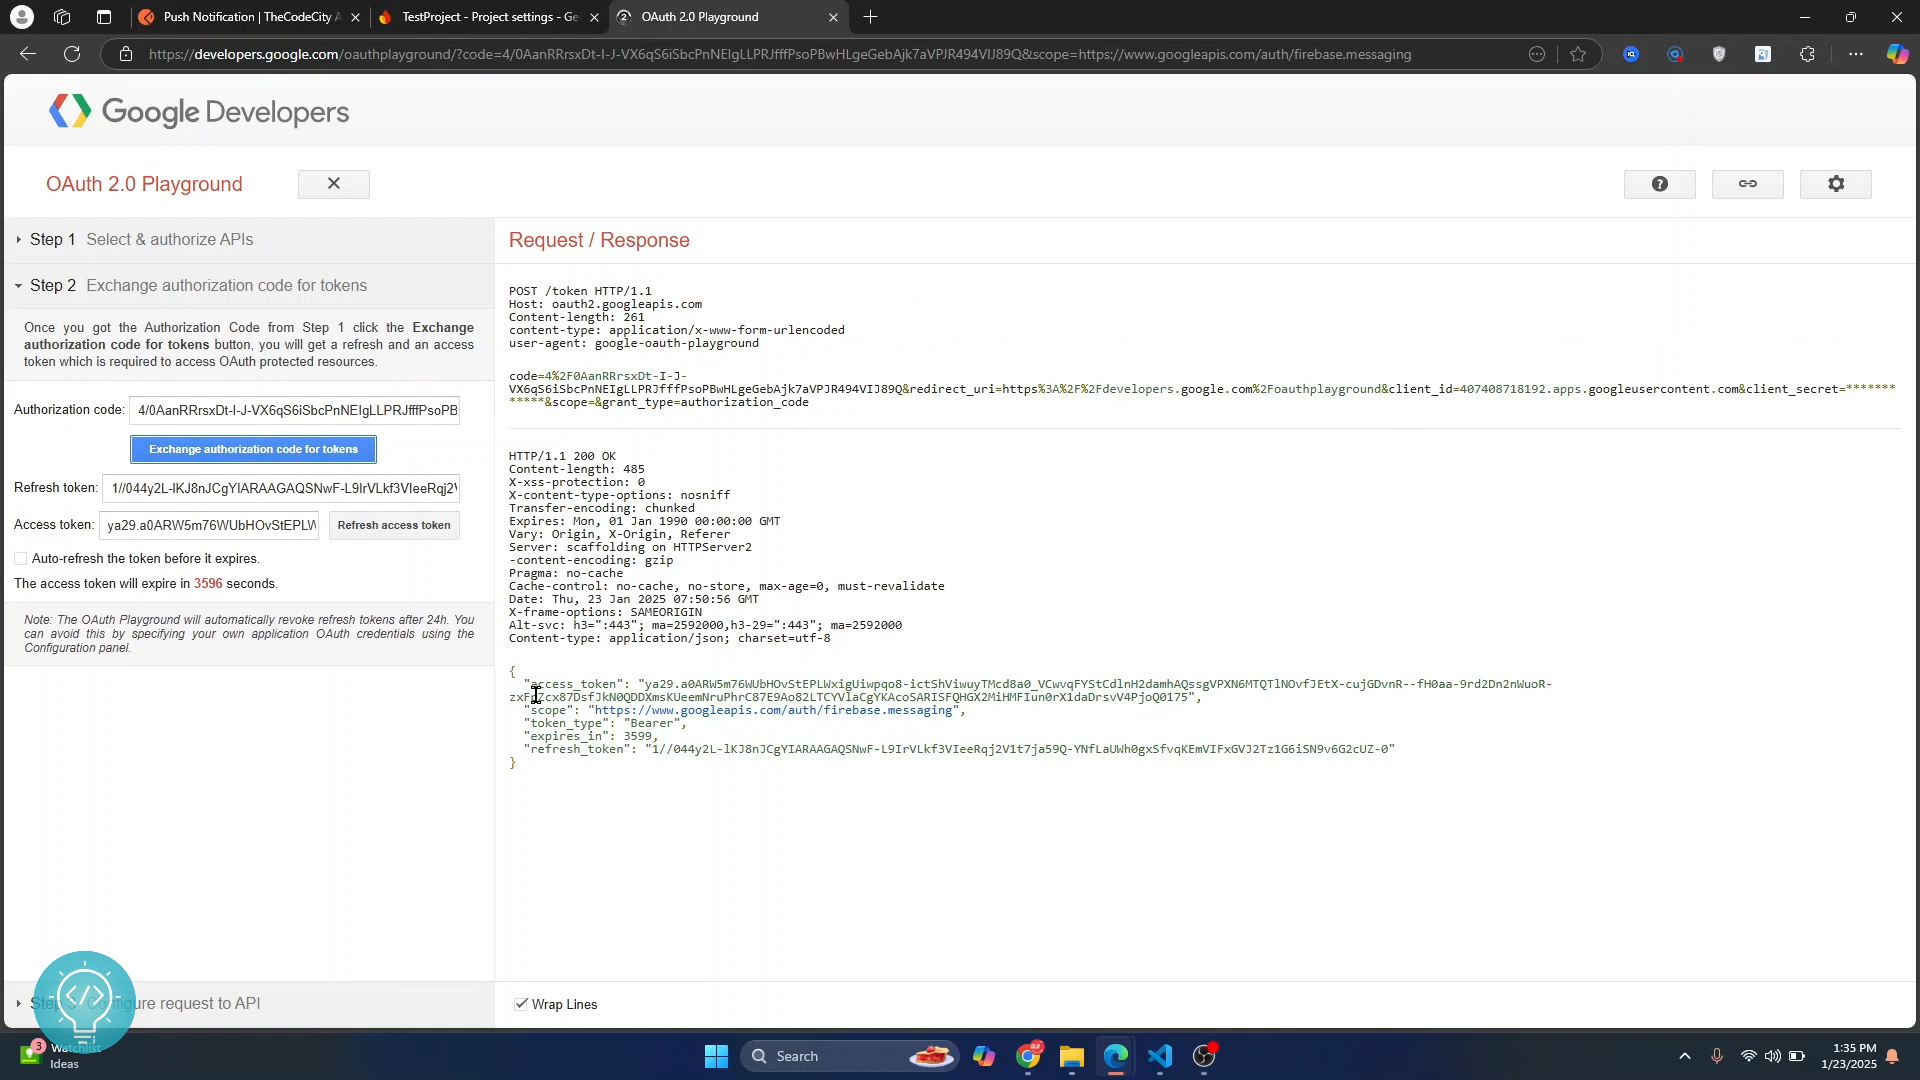 Push Notification | TheCodeCity A
TestProject - Project settings - Ge
OAuth 2.0 Playground
https://developers.google.com/oauthplayground/?code=4/0AanRRrsxDt-I-J-VX6qS6iSbcPnNEIgLLPRJfffPsoPBwHLgeGebAjk7aVPJR494VIJ89Q&scope=https://www.googleapis.com/auth/firebase.messaging
Google Developers
OAuth 2.0 Playground
Step 1 Select & authorize APIs
Step 2 Exchange authorization code for tokens
Once you got the Authorization Code from Step 1 click the Exchange
authorization code for tokens button, you will get a refresh and an access
token which is required to access OAuth protected resources.
Authorization code: 4/0AanRRrsxDt-I-J-VX6qS6iSbcPnNEIgLLPRJfffPsoPB
Exchange authorization code for tokens
Refresh token: 1//044y2L-lKJ8nJCgYIARAAGAQSNwF-L9IrVLkf3VIeeRqj2V
Access token: ya29.a0ARW5m76WUbHOvStEPLW
Refresh access token
Auto-refresh the token before it expires.
The access token will expire in 3596 seconds.
Note: The OAuth Playground will automatically revoke refresh tokens after 24h. You
can avoid this by specifying your own application OAuth credentials using the
Configuration panel.
Request / Response
POST /token HTTP/1.1
Host: oauth2.googleapis.com
Content-length: 261
content-type: application/x-www-form-urlencoded
user-agent: google-oauth-playground
code=4%2F0AanRRrsxDt-I-J-
VX6qS6iSbcPnNEIgLLPRJfffPsoPBwHLgeGebAjk7aVPJR494VIJ89Q&redirect_uri=https%3A%2F%2Fdevelopers.google.com%2Foauthplayground&client_id=407408718192.apps.googleusercontent.com&client_secret=*******
*****&scope=&grant_type=authorization_code
HTTP/1.1 200 OK
Content-length: 485
X-xss-protection: 0
X-content-type-options: nosniff
Transfer-encoding: chunked
Expires: Mon, 01 Jan 1990 00:00:00 GMT
Vary: Origin, X-Origin, Referer
Server: scaffolding on HTTPServer2
-content-encoding: gzip
Pragma: no-cache
Cache-control: no-cache, no-store, max-age=0, must-revalidate
Date: Thu, 23 Jan 2025 07:50:56 GMT
X-frame-options: SAMEORIGIN
Alt-svc: h3=":443"; ma=2592000,h3-29=":443"; ma=2592000
Content-type: application/json; charset=utf-8
{
"access_token":
"scope": "https://www.googleapis.com/auth/firebase.messaging",
"token_type": "Bearer",
"expires_in": 3599,
"refresh_token": "1//044y2L-lKJ8nJCgYIARAAGAQSNwF-L9IrVLkf3VIeeRqj2V1t7ja59Q-YNfLaUWh0gxSfvqKEmVIFxGVJ2Tz1G6iSN9v6G2cUZ-0"
}
Configure request to API
Wrap Lines
3
Watchlist
Ideas
Search
1:35 PM
1/23/2025